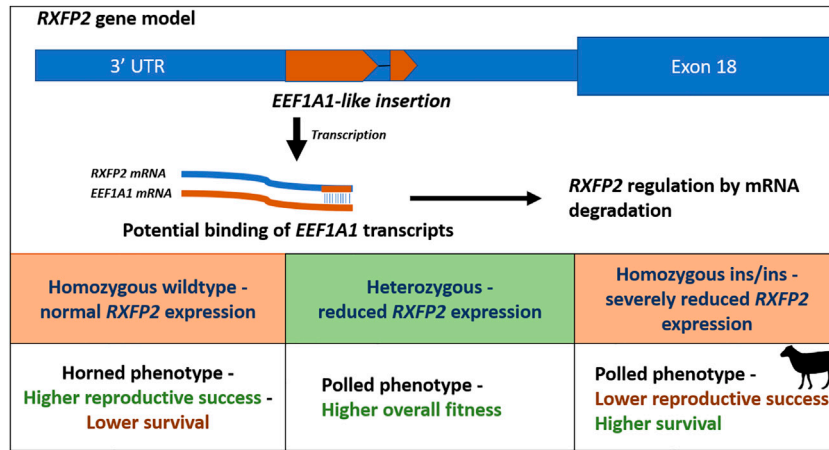 RXFP2 gene model
3' UTR
Exon 18
EEF1A1-like insertion
Transcription
RXFP2 mRNA
EEF1A1 mRNA
Potential binding of EEF1A1 transcripts
RXFP2 regulation by mRNA
degradation
Homozygous wildtype -
normal RXFP2 expression
Heterozygous -
reduced RXFP2 expression
Homozygous ins/ins -
severely reduced RXFP2
expression
Horned phenotype -
Higher reproductive success -
Lower survival
Polled phenotype -
Higher overall fitness
Polled phenotype -
Lower reproductive success
Higher survival